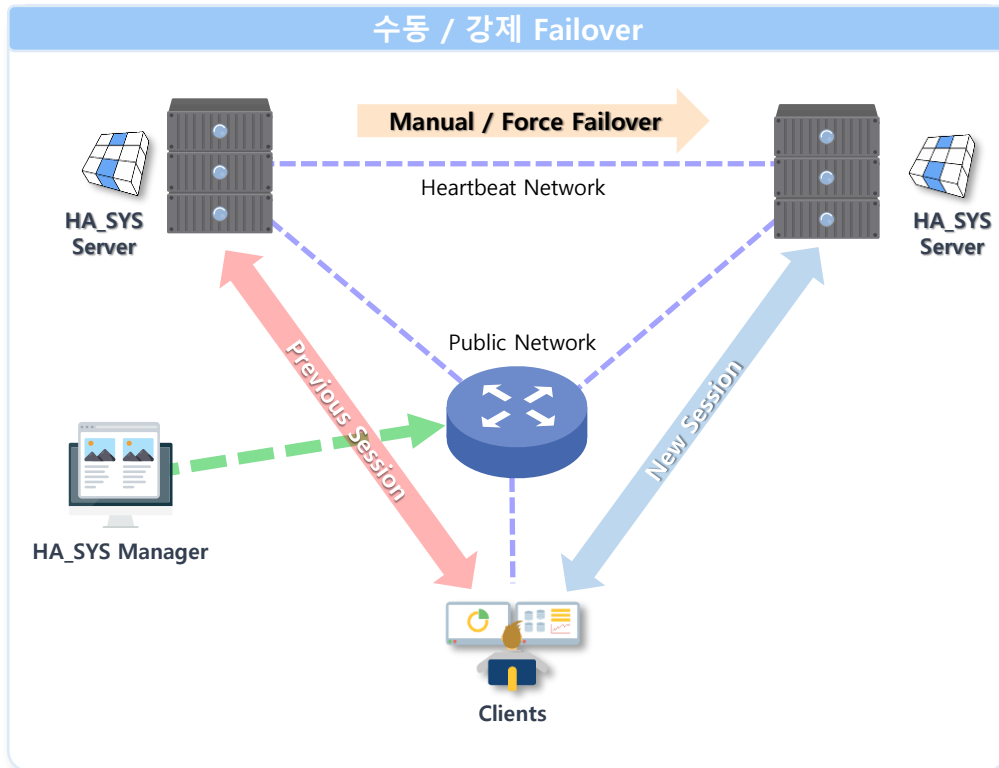 수동 / 강제 Failover
Manual / Force Failover
Heartbeat Network
HA_SYS
Server
HA_SYS
Server
Public Network
Previous Session
New Session
HA_SYS Manager
Clients